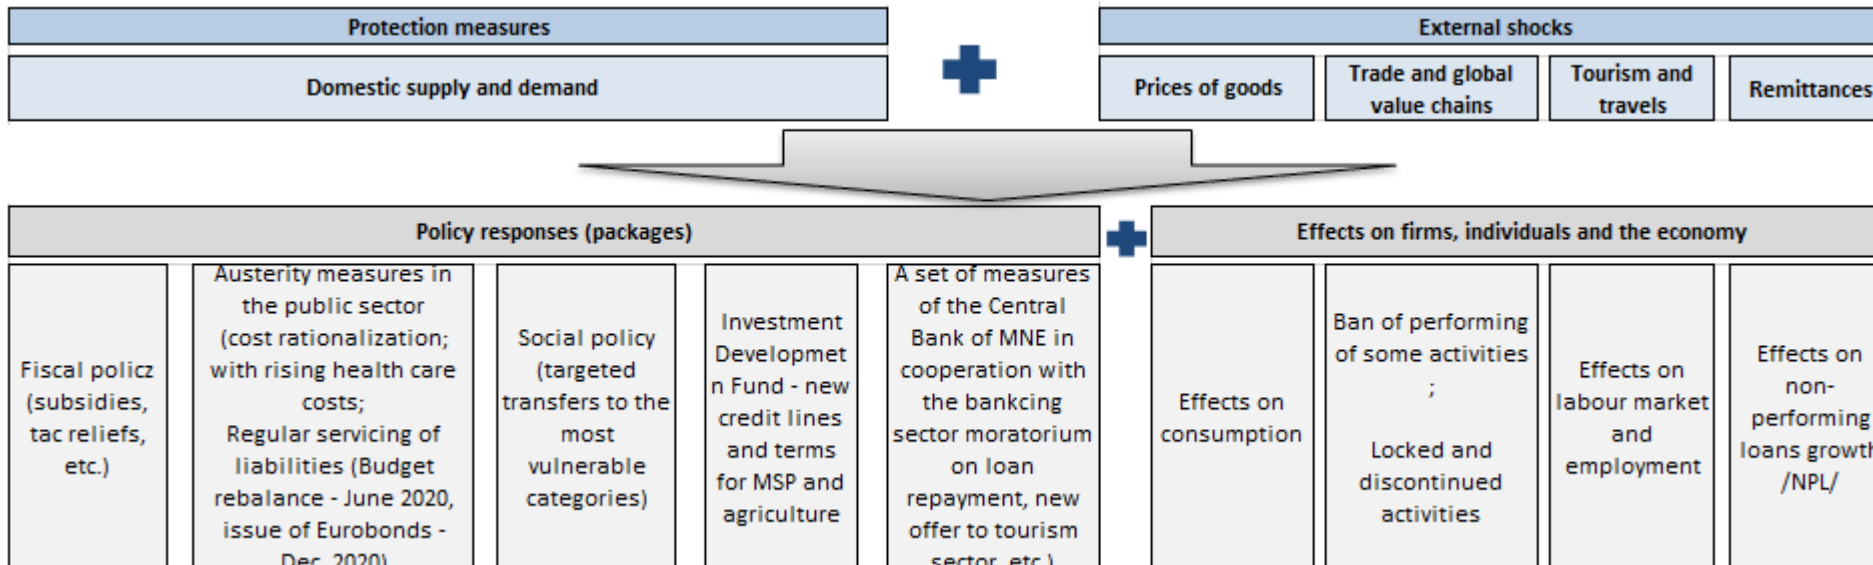 Protection measures
External shocks
Domestic supply and demand
Prices of goods
Trade and global
value chains
Tourism and
travels
Remittances
Policy responses (packages)
Effects on firms, individuals and the economy
Fiscal policz
(subsidies,
tac reliefs,
etc.)
Austerity measures in
the public sector
(cost rationalization;
with rising health care
costs;
Regular servicing of
liabilities (Budget
rebalance - June 2020,
issue of Eurobonds -
Dec. 2020)
Social policy
(targeted
transfers to the
most
vulnerable
categories)
Investment
Developmet
n Fund - new
credit lines
and terms
for MSP and
agriculture
A set of measures
of the Central
Bank of MNE in
cooperation with
the bankcing
sector moratorium
on loan
repayment, new
offer to tourism
sector, etc.)
Effects on
consumption
Ban of performing
of some activities
;
Locked and
discontinued
activities
Effects on
labour market
and
employment
Effects on
non-
performing
loans growth
/NPL/